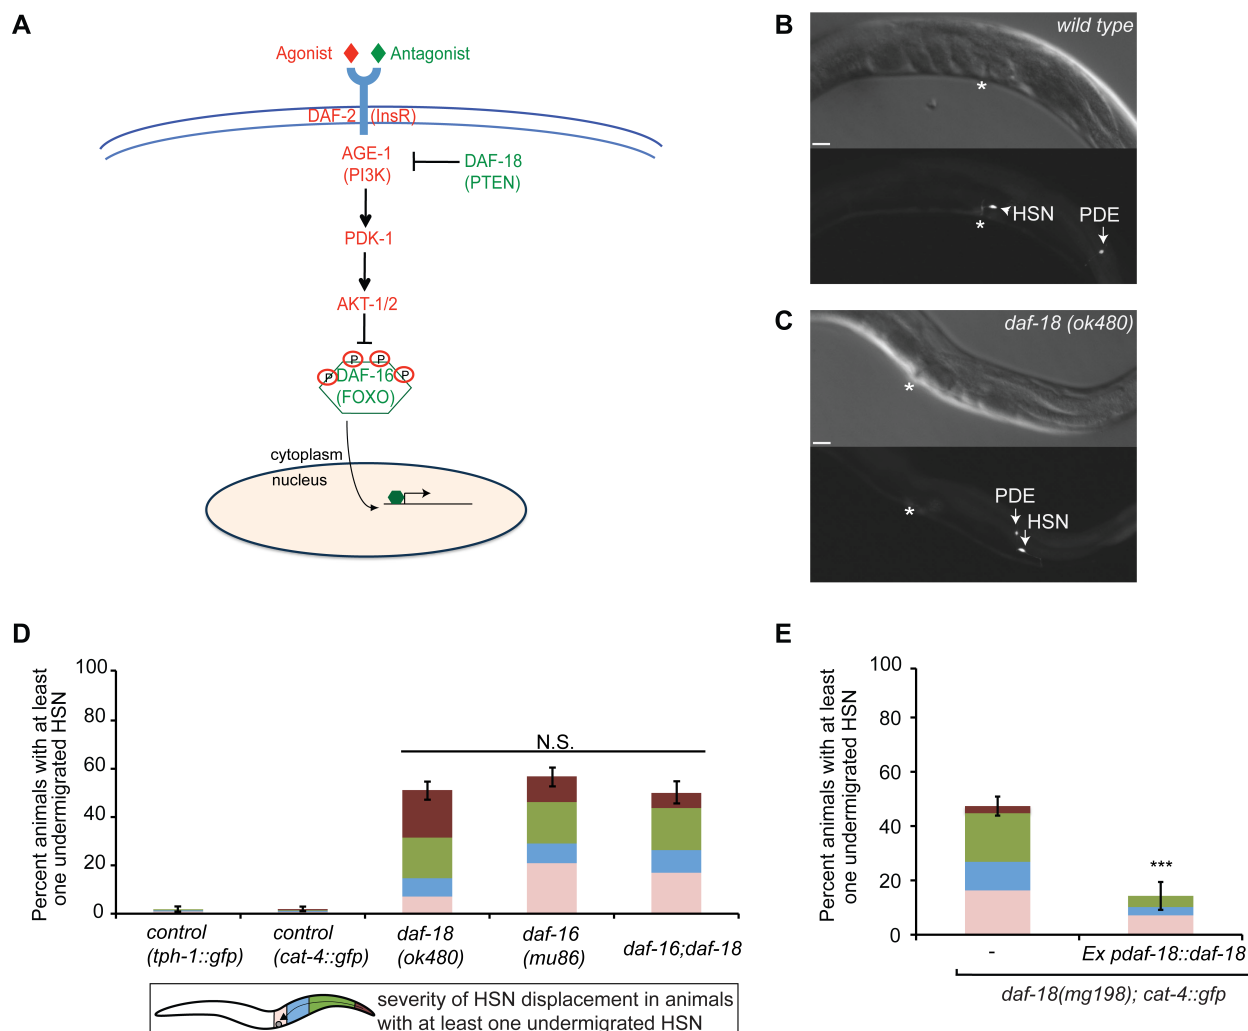 A
Agonist
Antagonist
DAF-2 (InsR)
AGE-1
(PI3K)
DAF-18
(PTEN)
PDK-1
AKT-1/2
P P P P
DAF-16
(FOXO)
cytoplasm
nucleus
B
wild type
*
HSN
PDE
*
C
daf-18 (ok480)
*
PDE
HSN
*
D
Percent animals with at least
one undermigrated HSN
100
80
60
40
20
0
N.S.
control
(tph-1::gfp)
control
(cat-4::gfp)
daf-18
(ok480)
daf-16
(mu86)
daf-16;daf-18
severity of HSN displacement in animals
with at least one undermigrated HSN
E
Percent animals with at least
one undermigrated HSN
100
80
60
40
20
0
***
-
Ex pdaf-18::daf-18
daf-18(mg198); cat-4::gfp